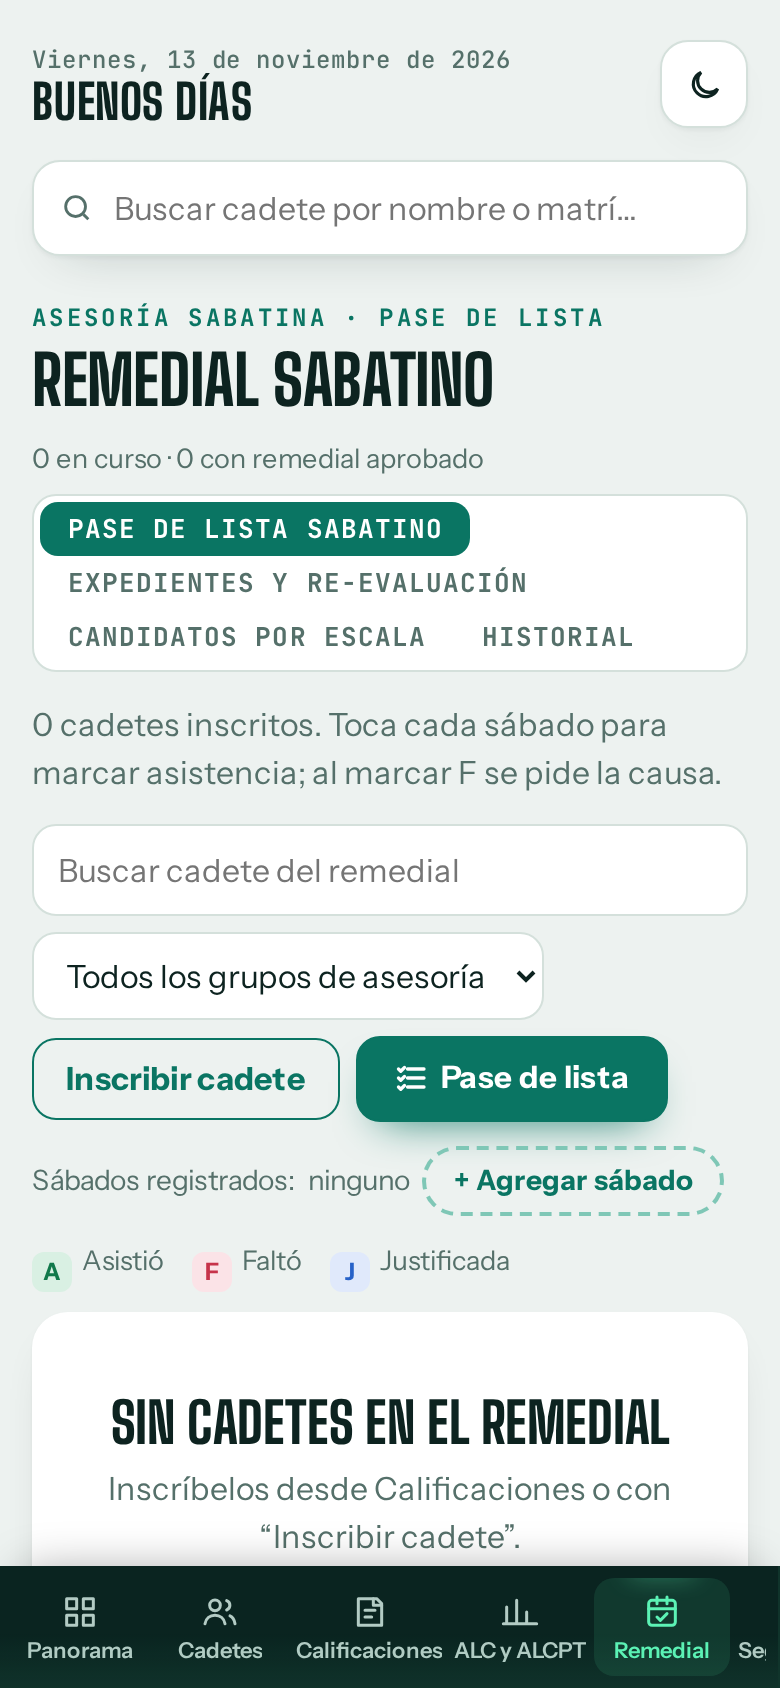 Viernes, 13 de noviembre de 2026
BUENOS DÍAS
Buscar cadete por nombre o matrí...
ASESORÍA SABATINA · PASE DE LISTA
REMEDIAL SABATINO
0 en curso · 0 con remedial aprobado
PASE DE LISTA SABATINO
EXPEDIENTES Y RE-EVALUACIÓN
CANDIDATOS POR ESCALA HISTORIAL
0 cadetes inscritos. Toca cada sábado para
marcar asistencia; al marcar F se pide la causa.
Buscar cadete del remedial
Todos los grupos de asesoría
Inscribir cadete Pase de lista
Sábados registrados: ninguno + Agregar sábado
A Asistió F Faltó J Justificada
SIN CADETES EN EL REMEDIAL
Inscríbelos desde Calificaciones o con
“Inscribir cadete”.
Panorama Cadetes Calificaciones ALC y ALCPT Remedial